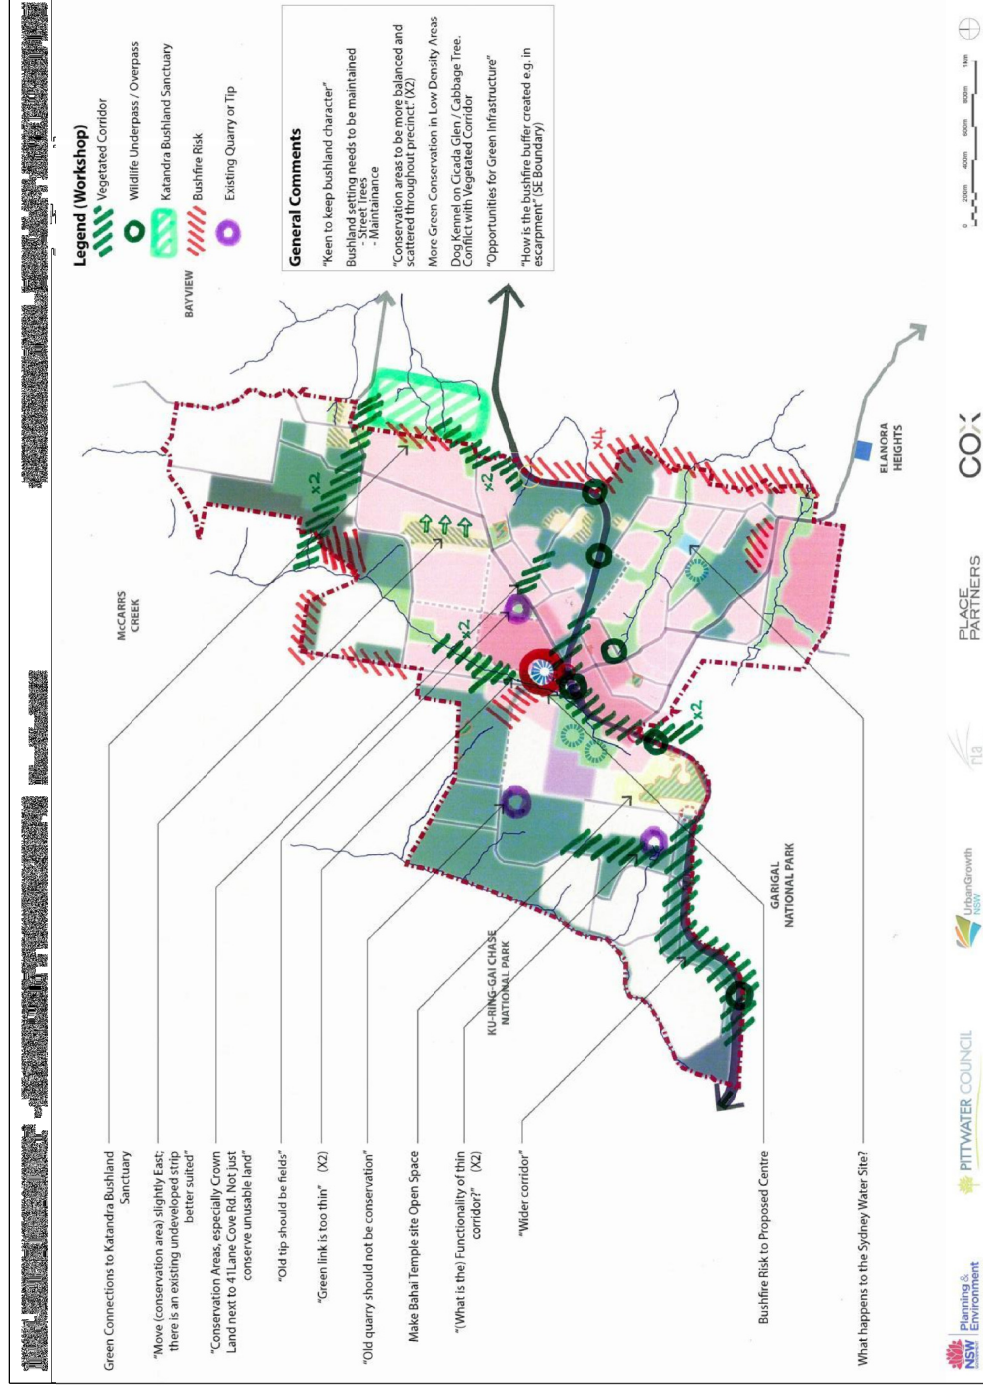 Legend (Workshop)
Vegetated Corridor
Wildlife Underpass / Overpass
Katandra Bushland Sanctuary
Bushfire Risk
Existing Quarry or Tip
General Comments
"Keen to keep bushland character"
Bushland setting needs to be maintained
- Street Trees
- Maintainance
"Conservation areas to be more balanced and
scattered throughout precinct" (X2)
More Green Conservation in Low Density Areas
Dog Kernel on Cicada Glen / Cabbage Tree.
Conflict with Vegetated Corridor
"Opportunities for Green Infrastructure"
"How is the bushfire buffer created e.g. in
escarpment" (SE Boundary)
Green Connections to Katandra Bushland
Sanctuary
"Move (conservation area) slightly East;
there is an existing undeveloped strip
better suited"
"Conservation Areas, especially Crown
Land next to 41Lane Cove Rd. Not just
conserve unusable land"
"Old tip should be fields"
"Green link is too thin" (X2)
"Old quarry should not be conservation"
Make Bahai Temple site Open Space
"(What is the) Functionality of thin
corridor?" (X2)
"Wider corridor"
Bushfire Risk to Proposed Centre
What happens to the Sydney Water Site?
BAYVIEW
McCARRS
CREEK
KU-RING-GAI CHASE
NATIONAL PARK
GARIGAL
NATIONAL PARK
ELANORA
HEIGHTS
x2
x2
x2
x2
x4
0 200m 400m 600m 800m 1km
NSW
Planning &
Environment
PITTWATER COUNCIL
UrbanGrowth
NSW
rla
PLACE
PARTNERS
COX